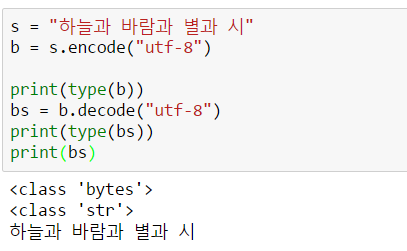 s = "하늘과 바람과 별과 시"
b = s.encode("utf-8")
print(type(b))
bs = b.decode("utf-8")
print(type(bs))
print(bs)
<class 'bytes'>
<class 'str'>
하늘과 바람과 별과 시